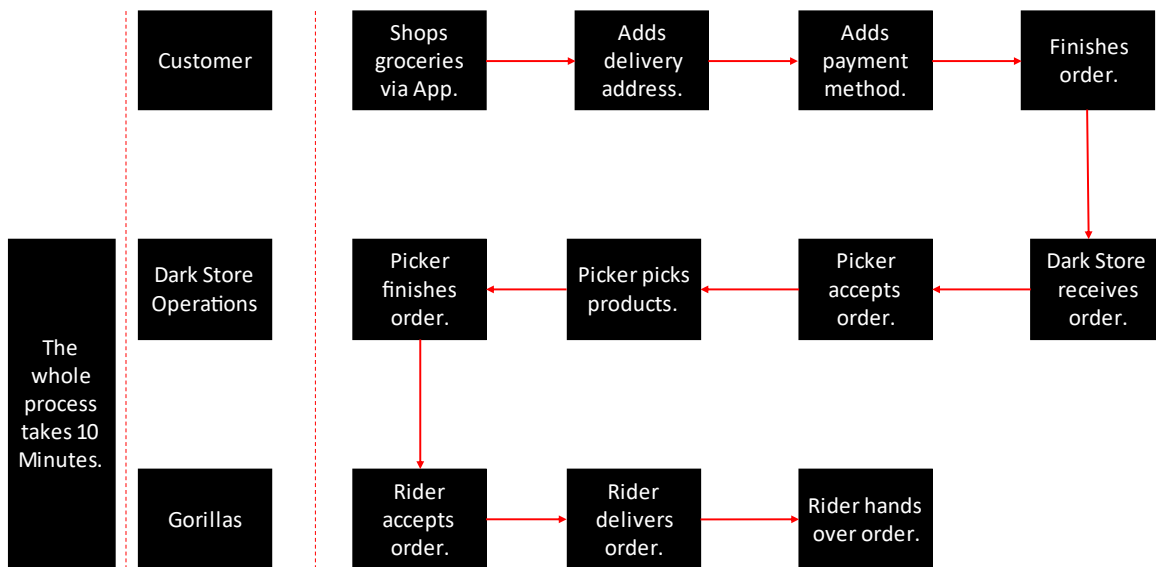 Customer
Shops
groceries
via App.
Adds
delivery
address.
Adds
payment
method.
Finishes
order.
The
whole
process
takes 10
Minutes.
Dark Store
Operations
Picker
finishes
order.
Picker picks
products.
Picker
accepts
order.
Dark Store
receives
order.
Gorillas
Rider
accepts
order.
Rider
delivers
order.
Rider hands
over order.